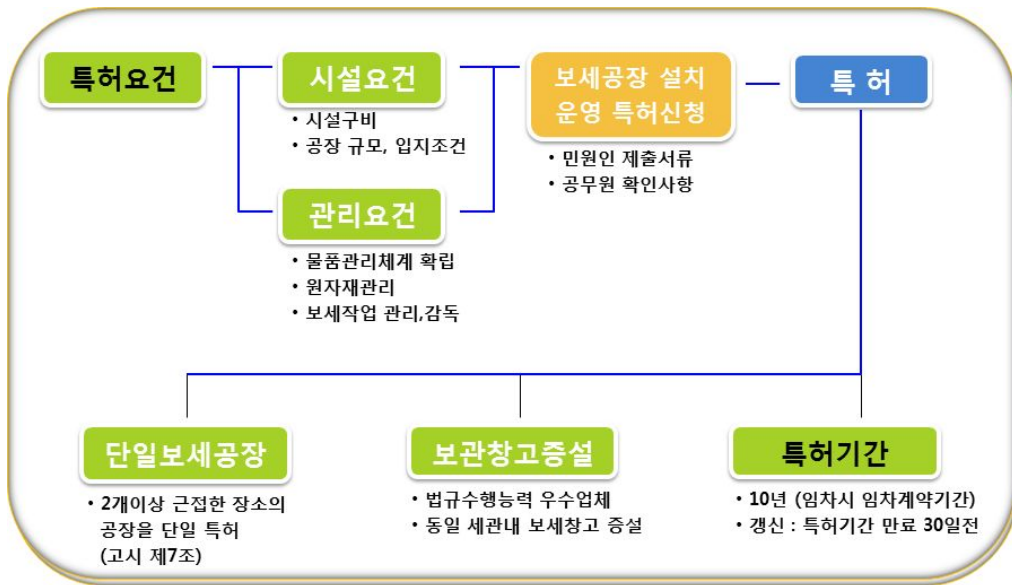 특허요건
시설요건
• 시설구비
• 공장 규모, 입지조건
관리요건
• 물품관리체계 확립
• 원자재관리
• 보세작업 관리,감독
보세공장 설치
운영 특허신청
• 민원인 제출서류
• 공무원 확인사항
특 허
단일보세공장
• 2개이상 근접한 장소의
공장을 단일 특허
(고시 제7조)
보관창고증설
• 법규수행능력 우수업체
• 동일 세관내 보세창고 증설
특허기간
• 10년 (임차시 임차계약기간)
• 갱신 : 특허기간 만료 30일전